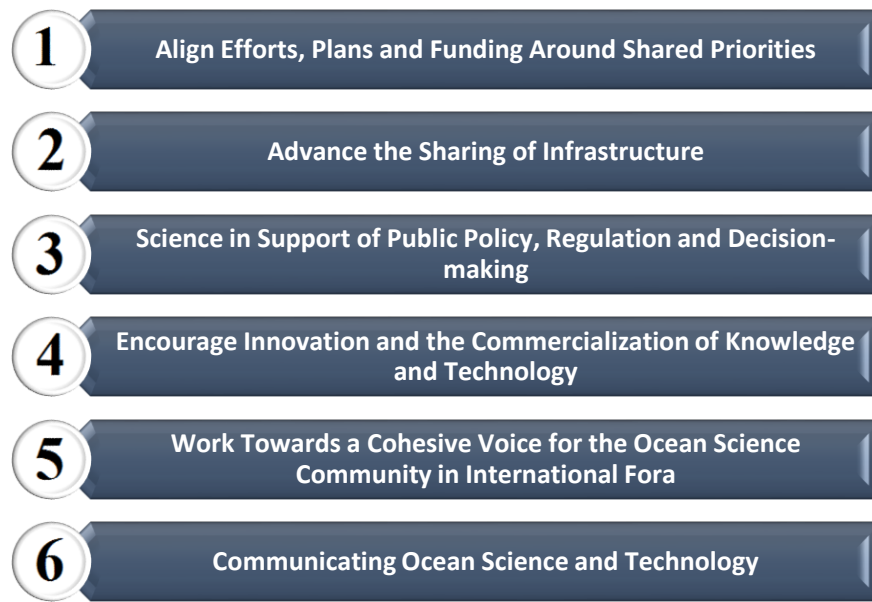 1
Align Efforts, Plans and Funding Around Shared Priorities
2
Advance the Sharing of Infrastructure
3
Science in Support of Public Policy, Regulation and Decision-
making
4
Encourage Innovation and the Commercialization of Knowledge
and Technology
5
Work Towards a Cohesive Voice for the Ocean Science
Community in International Fora
6
Communicating Ocean Science and Technology